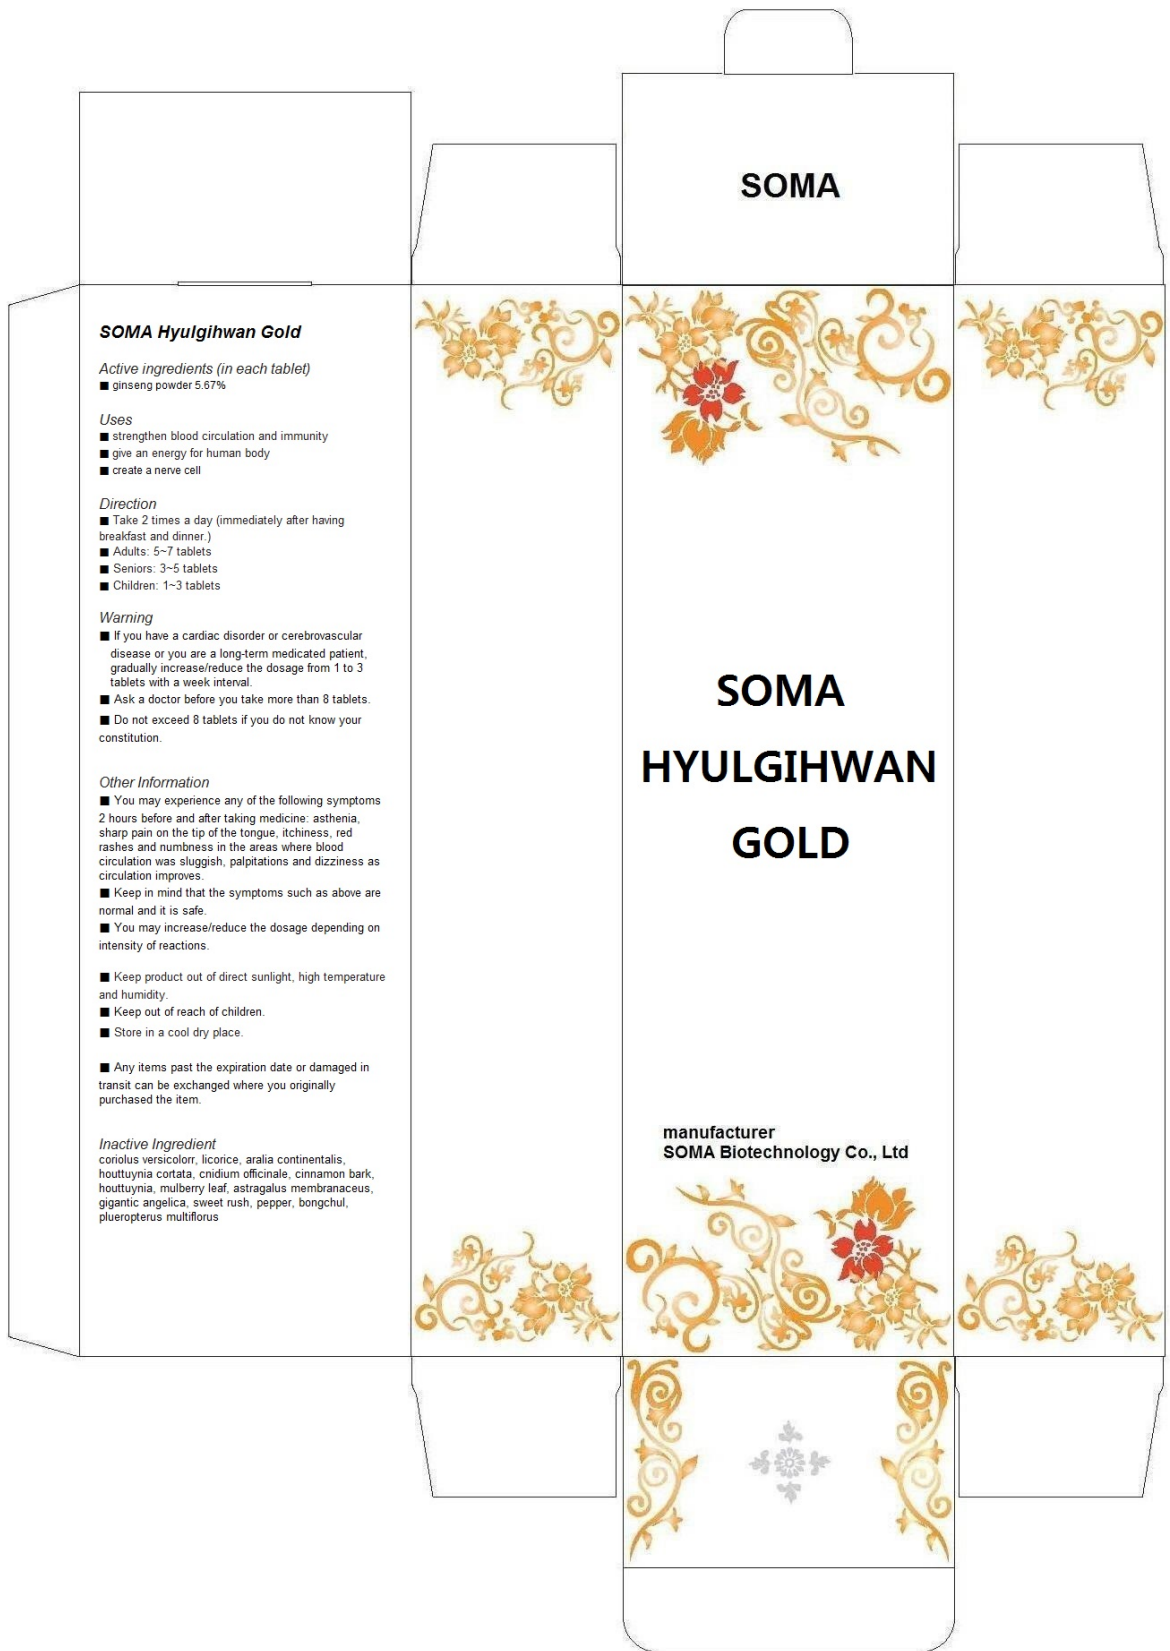 SOMA
SOMA Hyulgihwan Gold
Active ingredients (in each tablet)
■ ginseng powder 5.67%
Uses
■ strengthen blood circulation and immunity
■ give an energy for human body
■ create a nerve cell
Direction
■ Take 2 times a day (immediately after having
breakfast and dinner.)
■ Adults: 5~7 tablets
■ Seniors: 3~5 tablets
■ Children: 1~3 tablets
Warning
■ If you have a cardiac disorder or cerebrovascular
disease or you are a long-term medicated patient,
gradually increase/reduce the dosage from 1 to 3
tablets with a week interval.
■ Ask a doctor before you take more than 8 tablets.
■ Do not exceed 8 tablets if you do not know your
constitution.
Other Information
■ You may experience any of the following symptoms
2 hours before and after taking medicine: asthenia,
sharp pain on the tip of the tongue, itchiness, red
rashes and numbness in the areas where blood
circulation was sluggish, palpitations and dizziness as
circulation improves.
■ Keep in mind that the symptoms such as above are
normal and it is safe.
■ You may increase/reduce the dosage depending on
intensity of reactions.
■ Keep product out of direct sunlight, high temperature
and humidity.
■ Keep out of reach of children.
■ Store in a cool dry place.
■ Any items past the expiration date or damaged in
transit can be exchanged where you originally
purchased the item.
Inactive Ingredient
coriolus versicolorr, licorice, aralia continentalis,
houttuynia cortata, cnidium officinale, cinnamon bark,
houttuynia, mulberry leaf, astragalus membranaceus,
gigantic angelica, sweet rush, pepper, bongchul,
plueropterus multiflorus
SOMA
HYULGIHWAN
GOLD
manufacturer
SOMA Biotechnology Co., Ltd